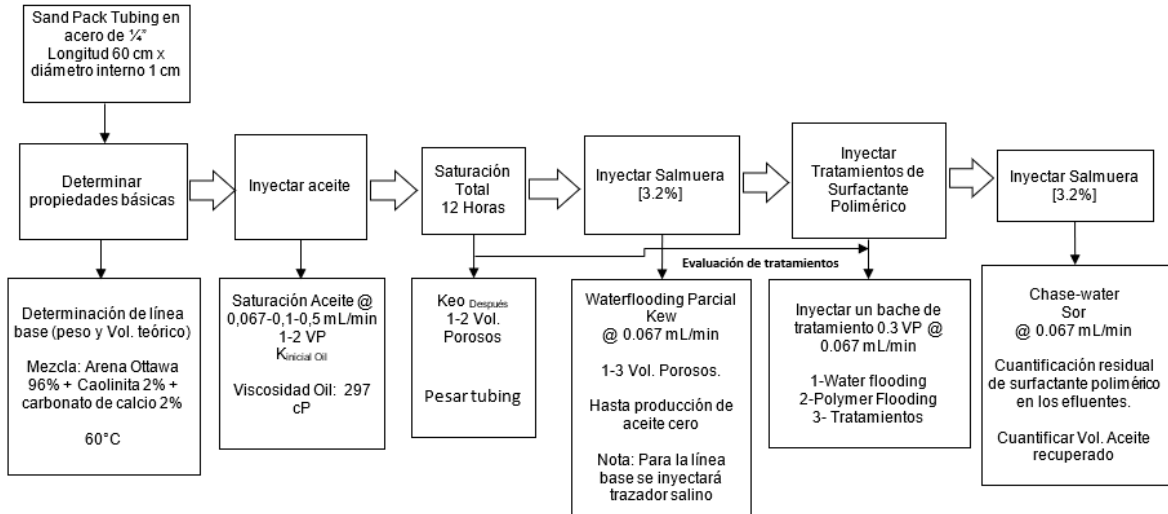 Sand Pack Tubing en
acero de ¼"
Longitud 60 cm x
diámetro interno 1 cm
Determinar
propiedades básicas
Inyectar aceite
Saturación
Total
12 Horas
Inyectar Salmuera
[3.2%]
Inyectar
Tratamientos de
Surfactante
Polimérico
Inyectar Salmuera
[3.2%]
Evaluación de tratamientos
Determinación de línea
base (peso y Vol. teórico)
Mezcla: Arena Ottawa
96% + Caolinita 2% +
carbonato de calcio 2%
60°C
Saturación Aceite @
0,067-0,1-0,5 mL/min
1-2 VP
Kinicial Oil
Viscosidad Oil: 297
cP
Keo Después
1-2 Vol.
Porosos
Pesar tubing
Waterflooding Parcial
Kew
@ 0.067 mL/min
1-3 Vol. Porosos.
Hasta producción de
aceite cero
Nota: Para la línea
base se inyectará
trazador salino
Inyectar un bache de
tratamiento 0.3 VP @
0.067 mL/min
1-Water flooding
2-Polymer Flooding
3- Tratamientos
Chase-water
Sor
@ 0.067 mL/min
Cuantificación residual
de surfactante polimérico
en los efluentes.
Cuantificar Vol. Aceite
recuperado